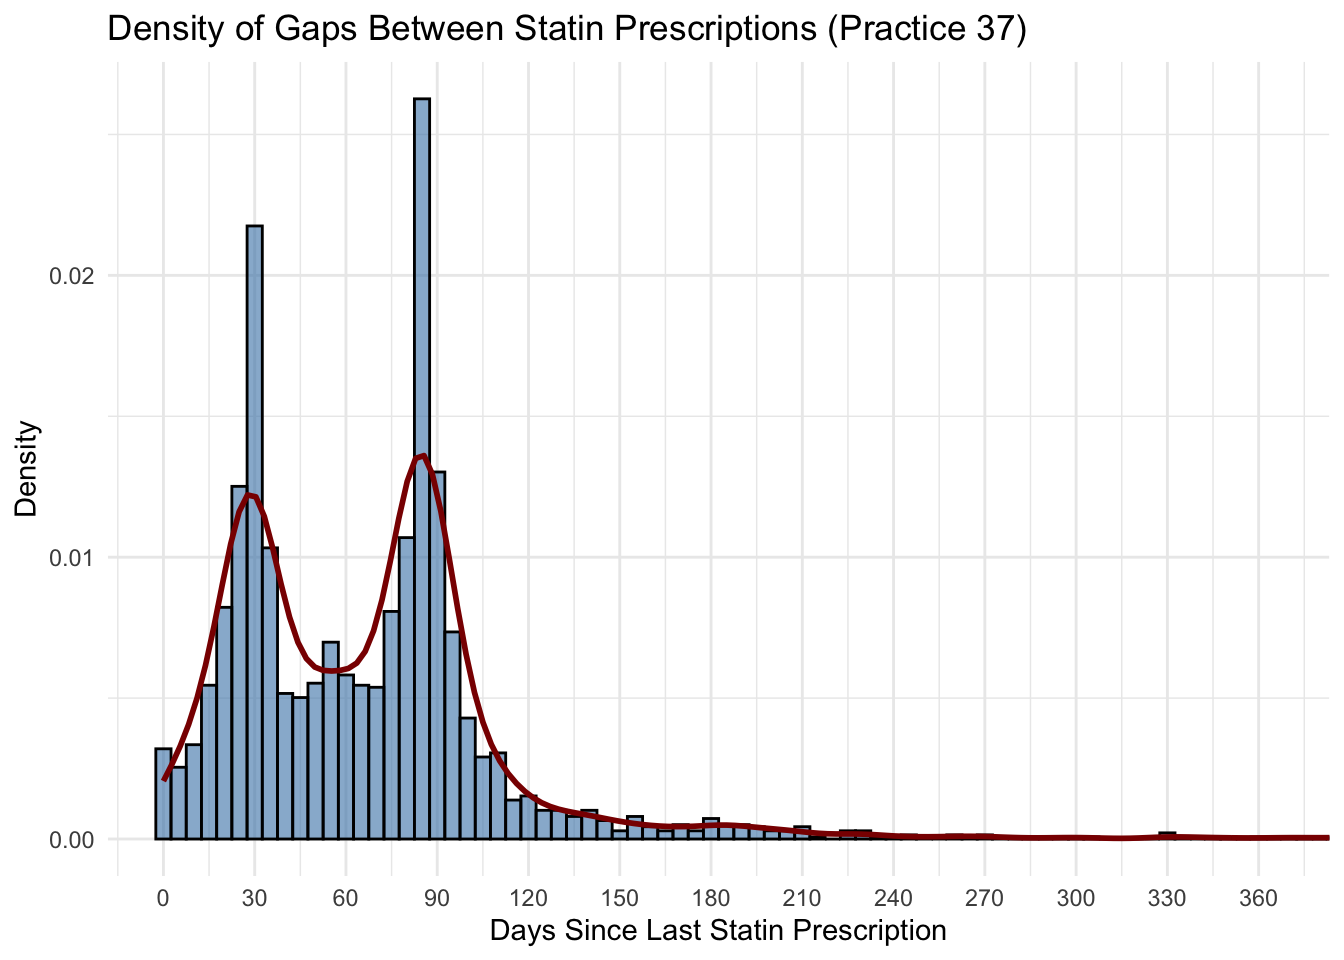 Density of Gaps Between Statin Prescriptions (Practice 37)
Density
0.02
0.01
0.00
0 30 60 90 120 150 180 210 240 270 300 330 360
Days Since Last Statin Prescription